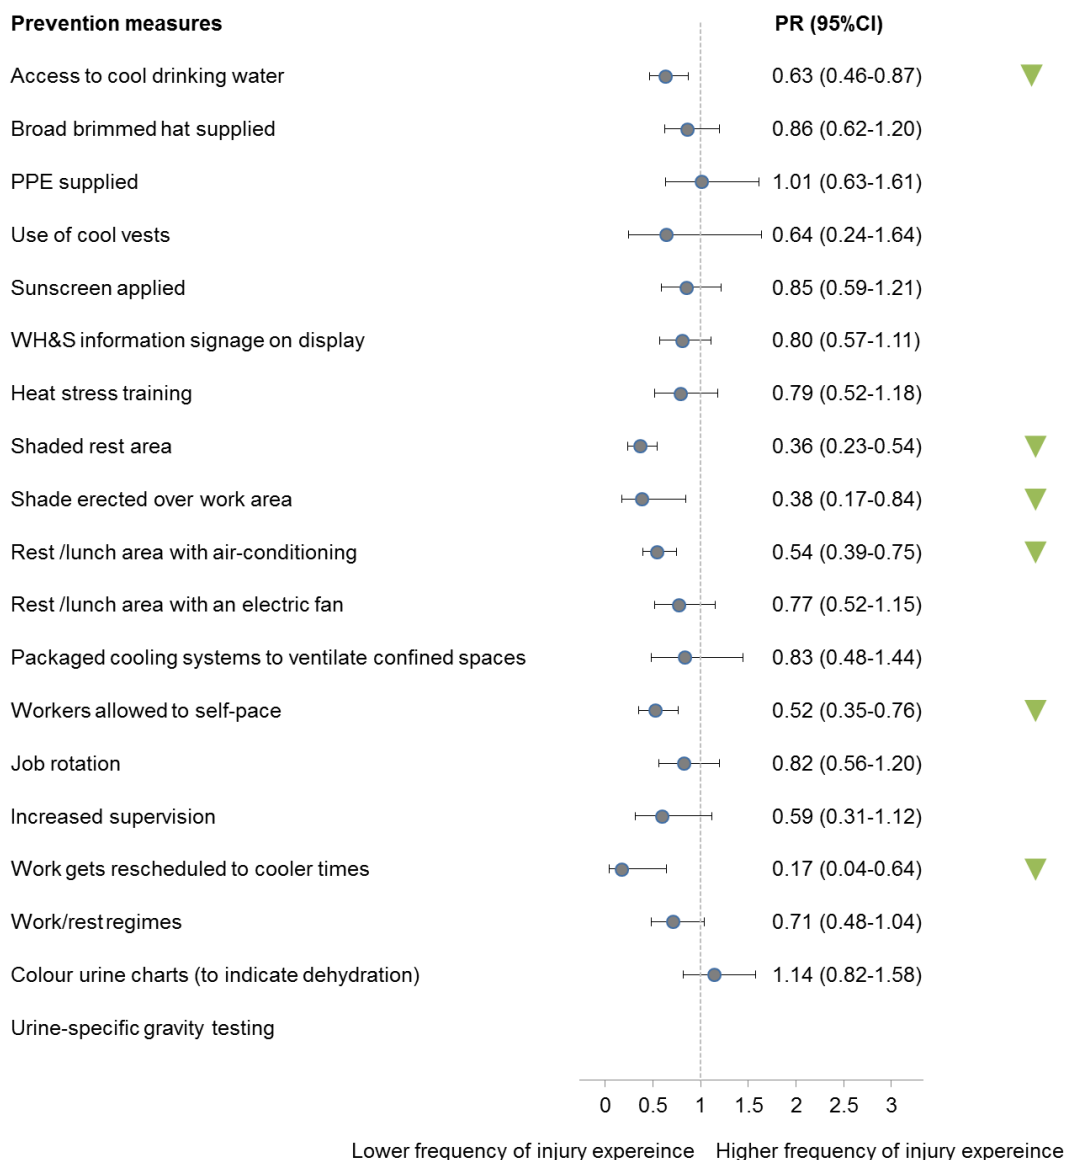 Prevention measures PR (95%CI)
Access to cool drinking water 0.63 (0.46-0.87)
Broad brimmed hat supplied 0.86 (0.62-1.20)
PPE supplied 1.01 (0.63-1.61)
Use of cool vests 0.64 (0.24-1.64)
Sunscreen applied 0.85 (0.59-1.21)
WH&S information signage on display 0.80 (0.57-1.11)
Heat stress training 0.79 (0.52-1.18)
Shaded rest area 0.36 (0.23-0.54)
Shade erected over work area 0.38 (0.17-0.84)
Rest /lunch area with air-conditioning 0.54 (0.39-0.75)
Rest /lunch area with an electric fan 0.77 (0.52-1.15)
Packaged cooling systems to ventilate confined spaces 0.83 (0.48-1.44)
Workers allowed to self-pace 0.52 (0.35-0.76)
Job rotation 0.82 (0.56-1.20)
Increased supervision 0.59 (0.31-1.12)
Work gets rescheduled to cooler times 0.17 (0.04-0.64)
Work/rest regimes 0.71 (0.48-1.04)
Colour urine charts (to indicate dehydration) 1.14 (0.82-1.58)
Urine-specific gravity testing
0 0.5 1 1.5 2 2.5 3
Lower frequency of injury expereince Higher frequency of injury expereince